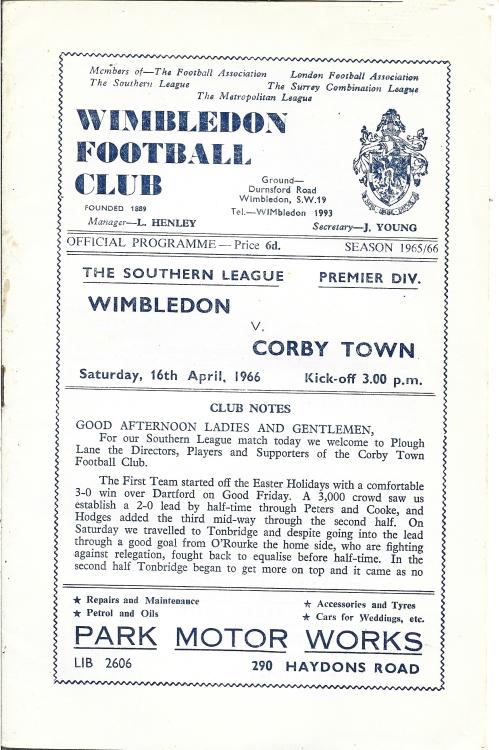 Members of—The Football Association London Football Association
The Southern League The Surrey Combination League
The Metropolitan League
WIMBLEDON
FOOTBALL
CLUB
FOUNDED 1889
Manager—L. HENLEY
Ground—
Durnsford Road
Wimbledon, S.W.19
Tel.—WIMbledon 1993
Secretary—J. YOUNG
OFFICIAL PROGRAMME — Price 6d. SEASON 1965/66
THE SOUTHERN LEAGUE PREMIER DIV.
WIMBLEDON
V.
CORBY TOWN
Saturday, 16th April, 1966 Kick-off 3.00 p.m.
CLUB NOTES
GOOD AFTERNOON LADIES AND GENTLEMEN,
For our Southern League match today we welcome to Plough
Lane the Directors, Players and Supporters of the Corby Town
Football Club.
The First Team started off the Easter Holidays with a comfortable
3-0 win over Dartford on Good Friday. A 3,000 crowd saw us
establish a 2-0 lead by half-time through Peters and Cooke, and
Hodges added the third mid-way through the second half. On
Saturday we travelled to Tonbridge and despite going into the lead
through a good goal from O'Rourke the home side, who are fighting
against relegation, fought back to equalise before half-time. In the
second half Tonbridge began to get more on top and it came as no
★ Repairs and Maintenance ★ Accessories and Tyres
★ Petrol and Oils ★ Cars for Weddings, etc.
PARK MOTOR WORKS
LIB 2606 290 HAYDONS ROAD